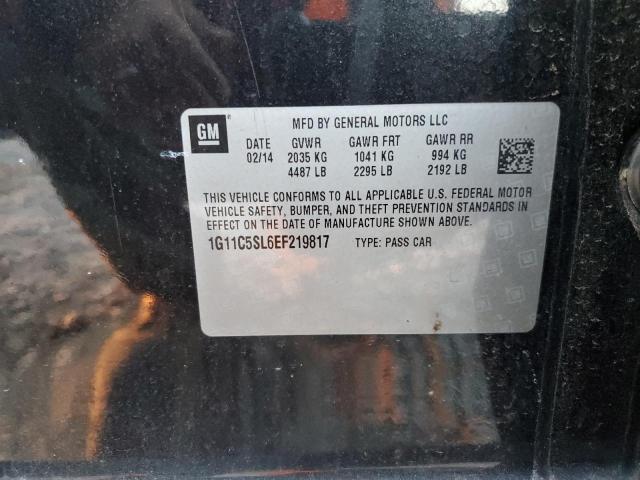 GM
MFD BY GENERAL MOTORS LLC
DATE GVWR GAWR FRT GAWR RR
02/14 2035 KG 1041 KG 994 KG
4487 LB 2295 LB 2192 LB
THIS VEHICLE CONFORMS TO ALL APPLICABLE U.S. FEDERAL MOTOR
VEHICLE SAFETY, BUMPER, AND THEFT PREVENTION STANDARDS IN
EFFECT ON THE DATE OF MANUFACTURE SHOWN ABOVE.
1G11C5SL6EF219817 TYPE: PASS CAR